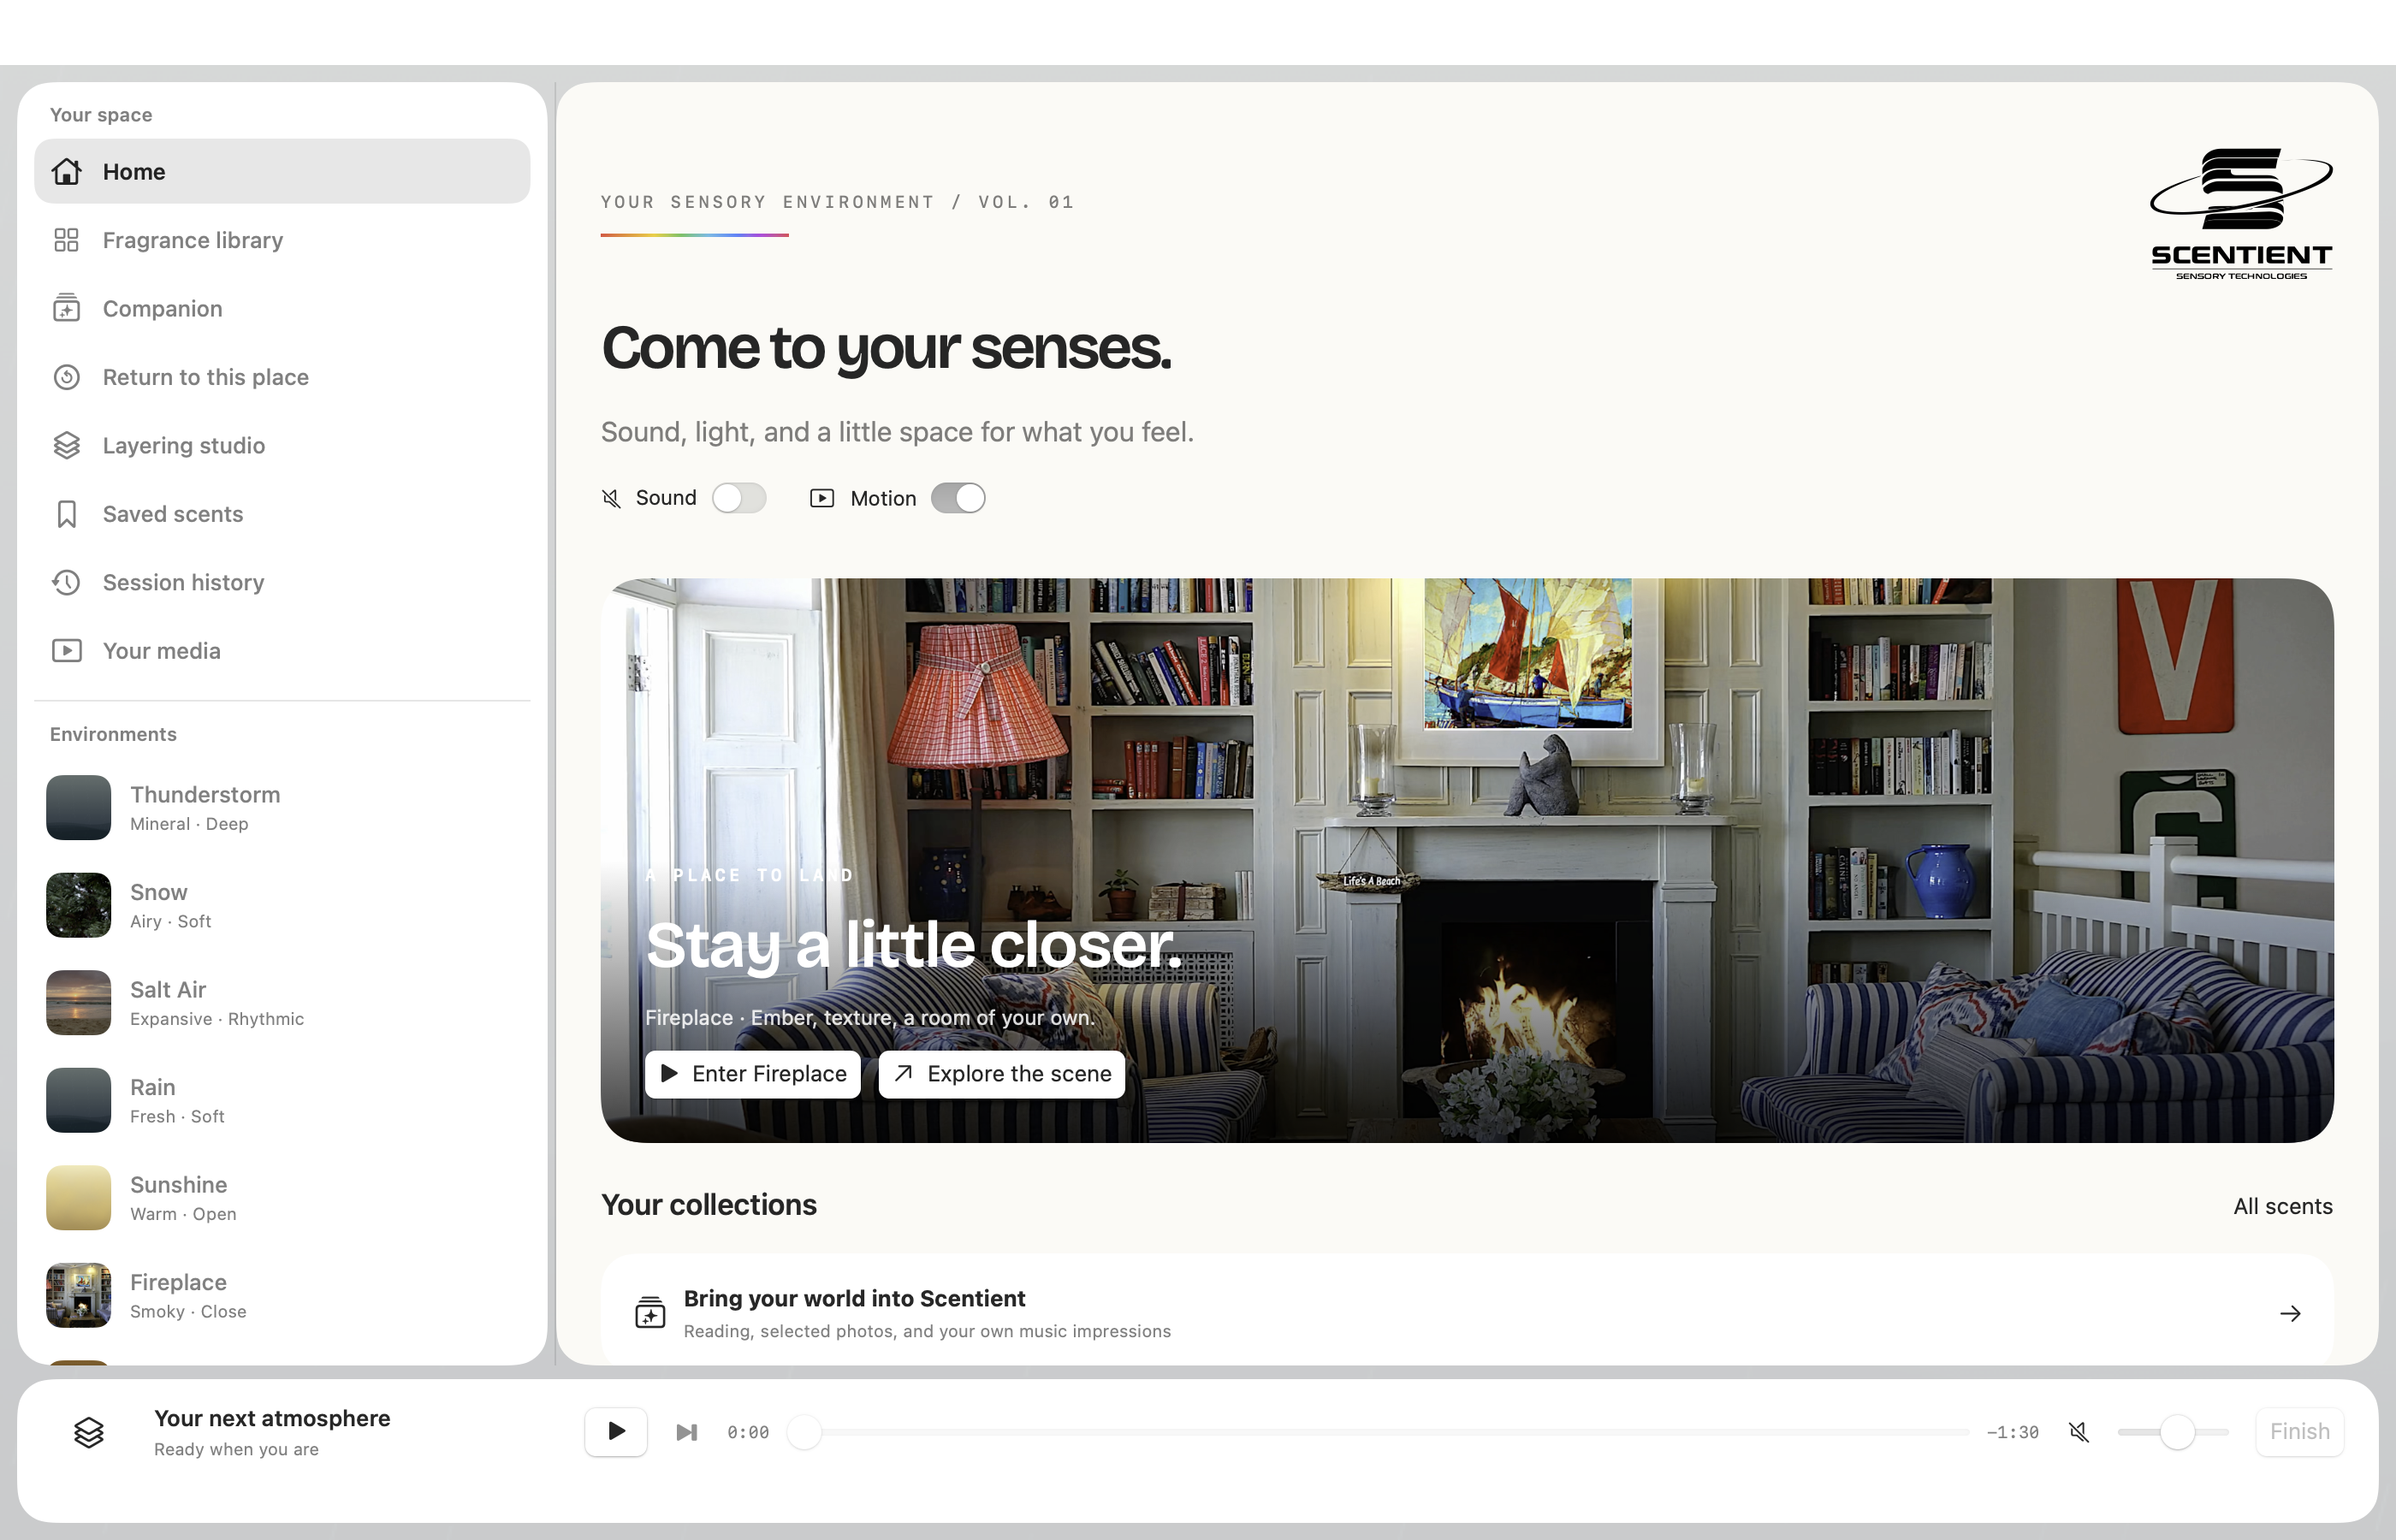 Your space
Home
Fragrance library
Companion
Return to this place
Layering studio
Saved scents
Session history
Your media
Environments
Thunderstorm
Mineral · Deep
Snow
Airy · Soft
Salt Air
Expansive · Rhythmic
Rain
Fresh · Soft
Sunshine
Warm · Open
Fireplace
Smoky · Close
YOUR SENSORY ENVIRONMENT / VOL. 01
SCENTIENT
SENSORY TECHNOLOGIES
Come to your senses.
Sound, light, and a little space for what you feel.
Sound
Motion
V
Life's A Beach
A PLACE TO LAND
Stay a little closer.
Fireplace · Ember, texture, a room of your own.
Enter Fireplace
Explore the scene
Your collections
All scents
Bring your world into Scentient
Reading, selected photos, and your own music impressions
Your next atmosphere
Ready when you are
0:00
−1:30
Finish